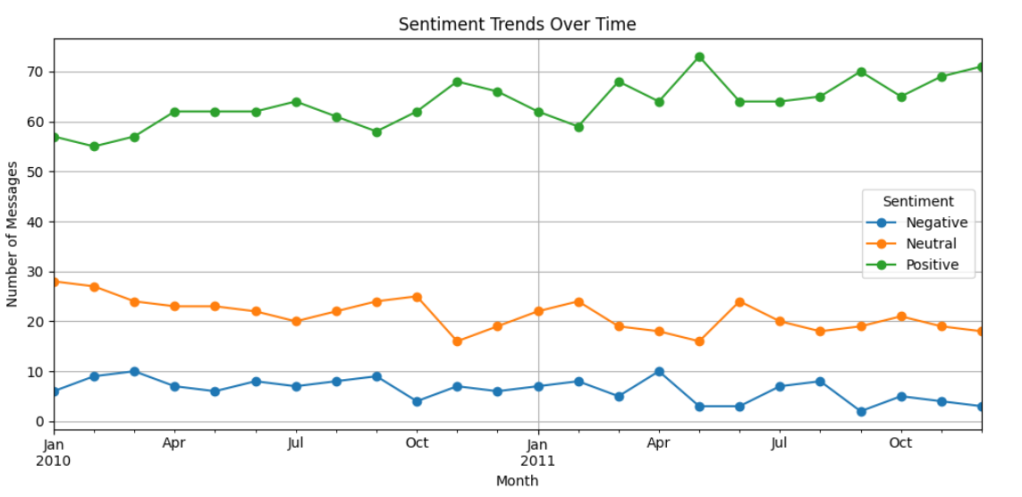 Sentiment Trends Over Time
Number of Messages
70
60
50
40
30
20
10
0
Sentiment
Negative
Neutral
Positive
Jan Apr Jul Oct Jan Apr Jul Oct
2010 2011
Month